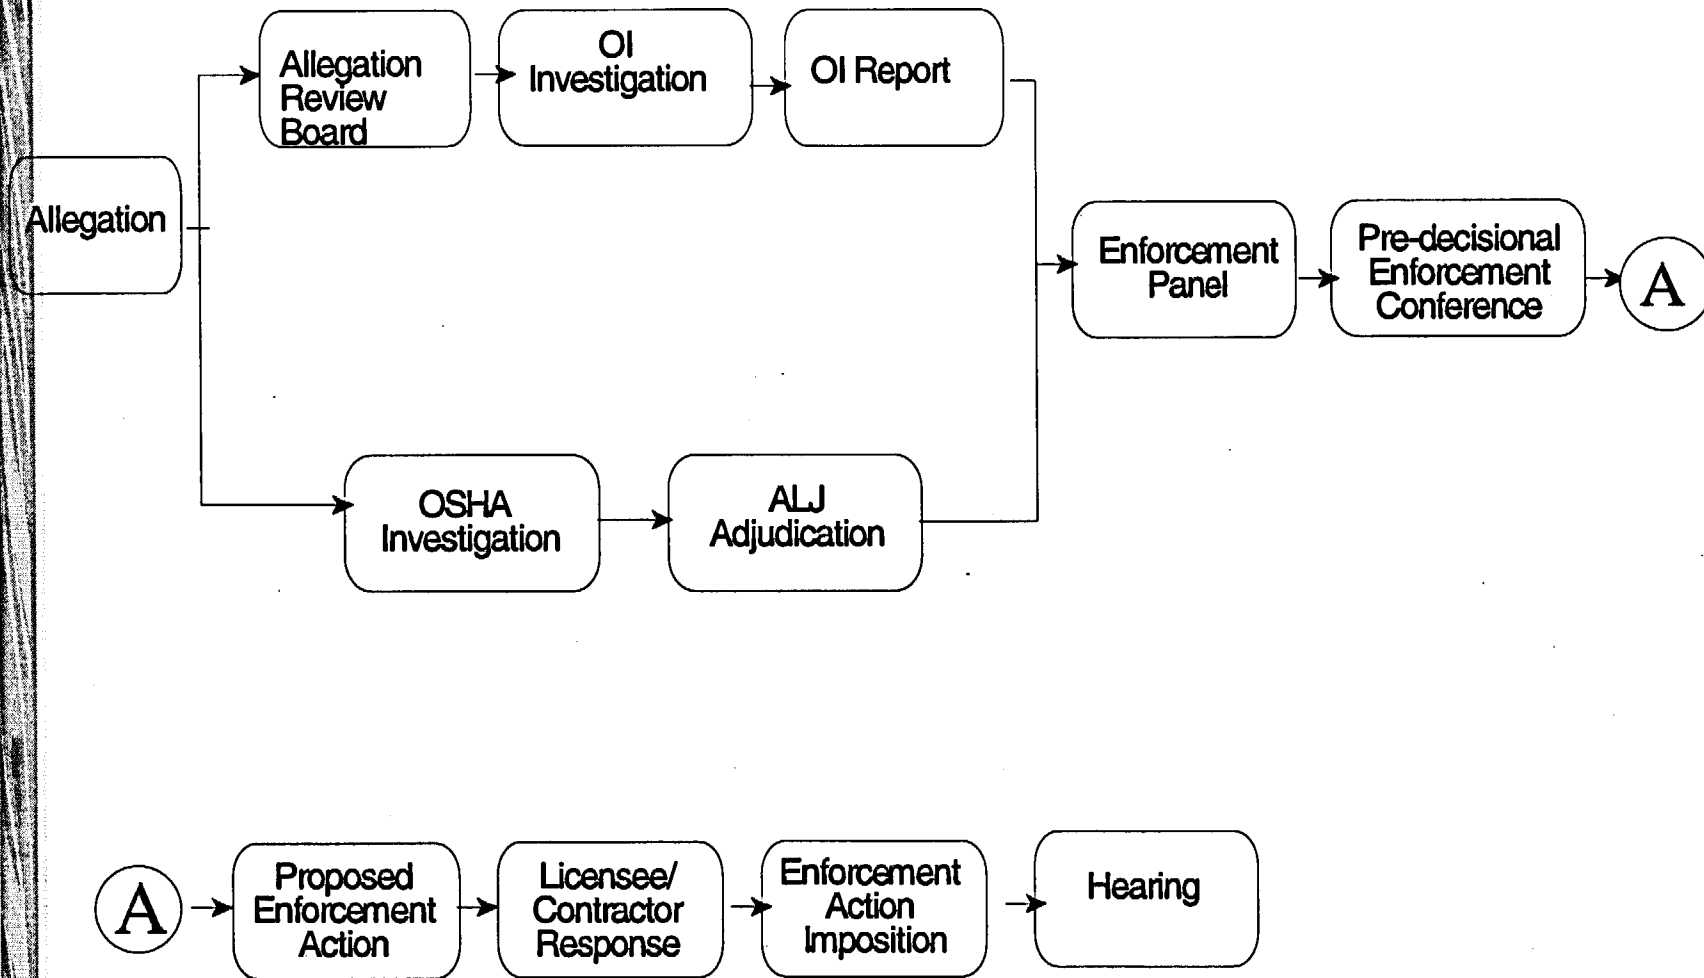 Allegation
Review
Board
OI
Investigation
OI Report
Allegation
Enforcement
Panel
Pre-decisional
Enforcement
Conference
A
OSHA
Investigation
ALJ
Adjudication
A
Proposed
Enforcement
Action
Licensee/
Contractor
Response
Enforcement
Action
Imposition
Hearing